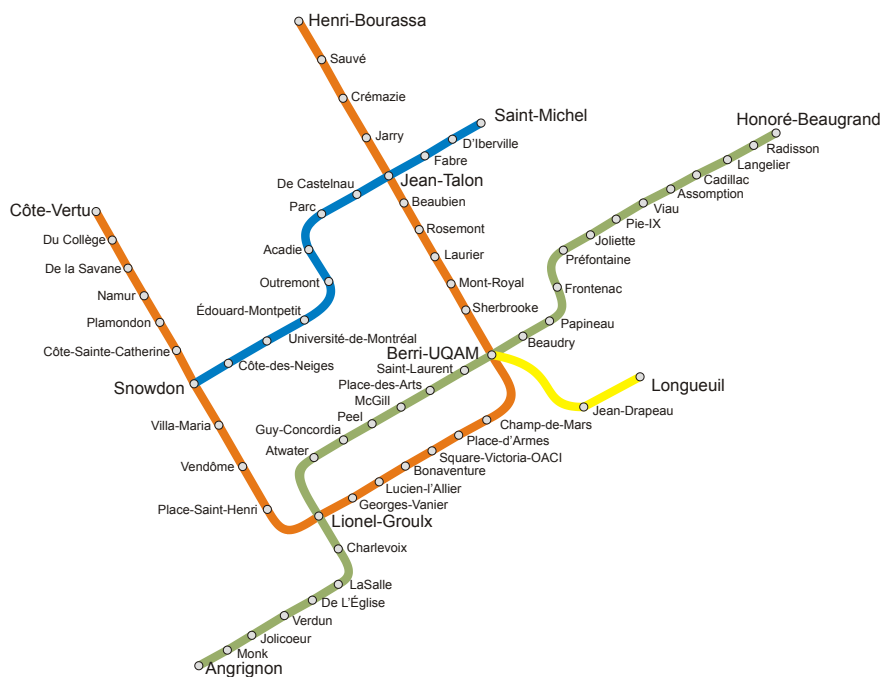 Henri-Bourassa
Sauvé
Crémazie
Jarry
Saint-Michel
D'Iberville
Fabre
Jean-Talon
De Castelnau
Parc
Acadie
Outremont
Édouard-Montpetit
Université-de-Montréal
Côte-des-Neiges
Honoré-Beaugrand
Radisson
Langelier
Cadillac
Assomption
Viau
Pie-IX
Joliette
Préfontaine
Frontenac
Papineau
Beaudry
Beaubien
Rosemont
Laurier
Mont-Royal
Sherbrooke
Berri-UQAM
Côte-Vertu
Du Collège
De la Savane
Namur
Plamondon
Côte-Sainte-Catherine
Snowdon
Villa-Maria
Vendôme
Place-Saint-Henri
Saint-Laurent
Place-des-Arts
McGill
Peel
Guy-Concordia
Atwater
Longueuil
Jean-Drapeau
Champ-de-Mars
Place-d'Armes
Square-Victoria-OACI
Bonaventure
Lucien-l'Allier
Georges-Vanier
Lionel-Groulx
Charlevoix
LaSalle
De L'Église
Verdun
Jolicoeur
Monk
Angrignon